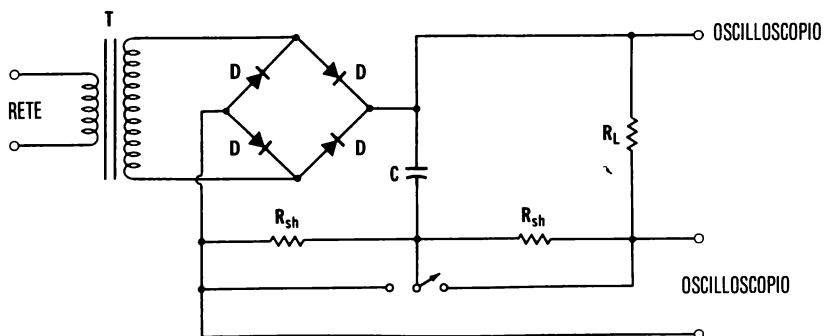 T
OSCILLOSCOPIO
D D
RETE
D D
C
R_L
R_sh R_sh
OSCILLOSCOPIO